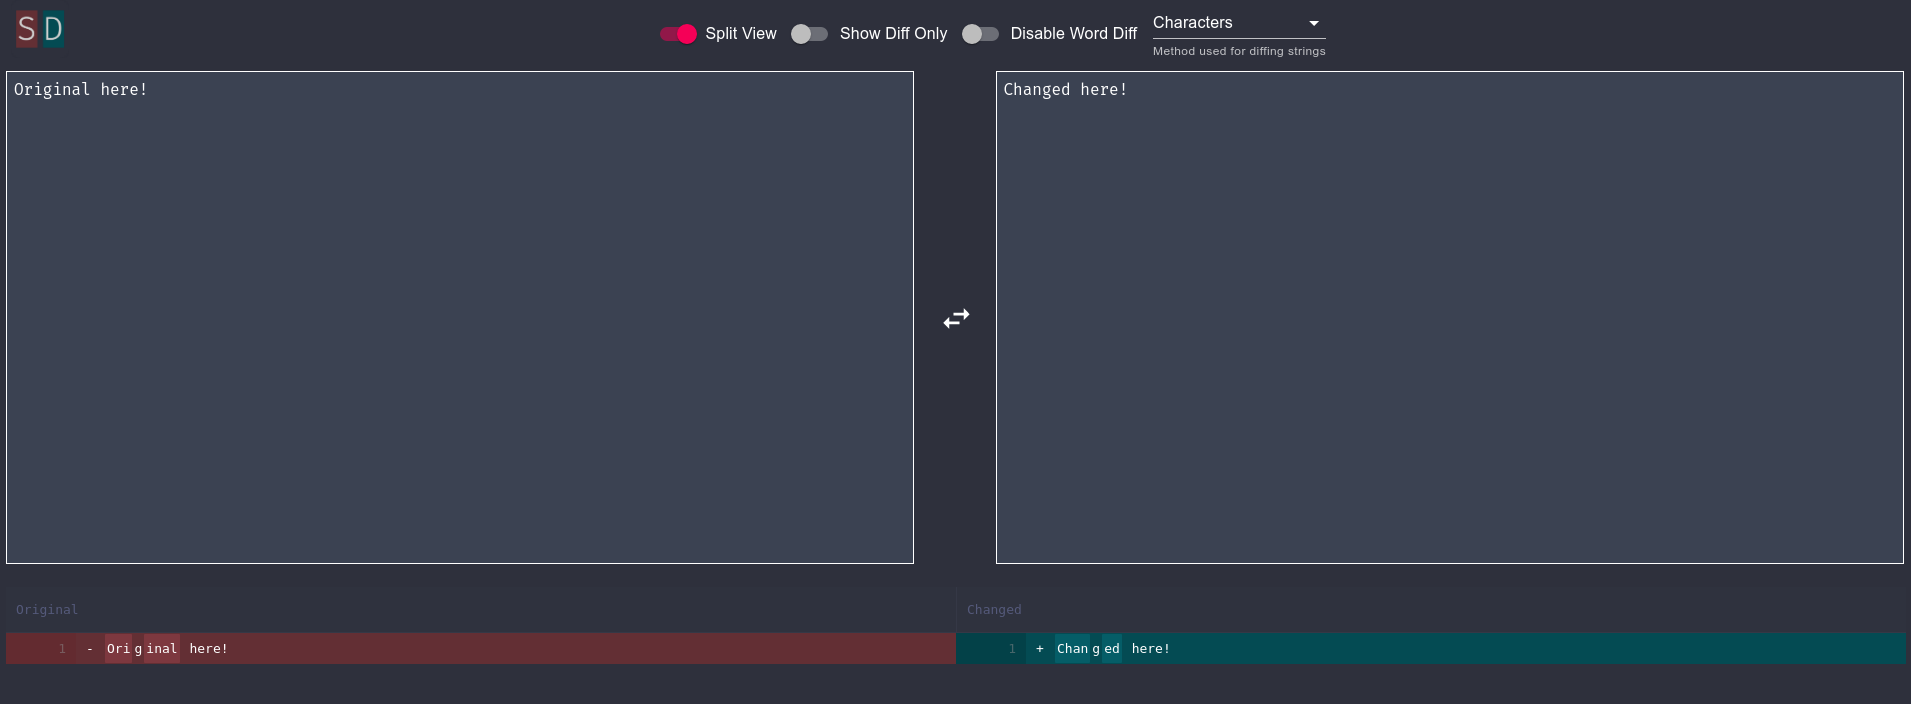 SD
Split View
Show Diff Only
Disable Word Diff
Characters
Method used for diffing strings
Original here!
Changed here!
Original
Changed
1 - Original here!
1 + Changed here!